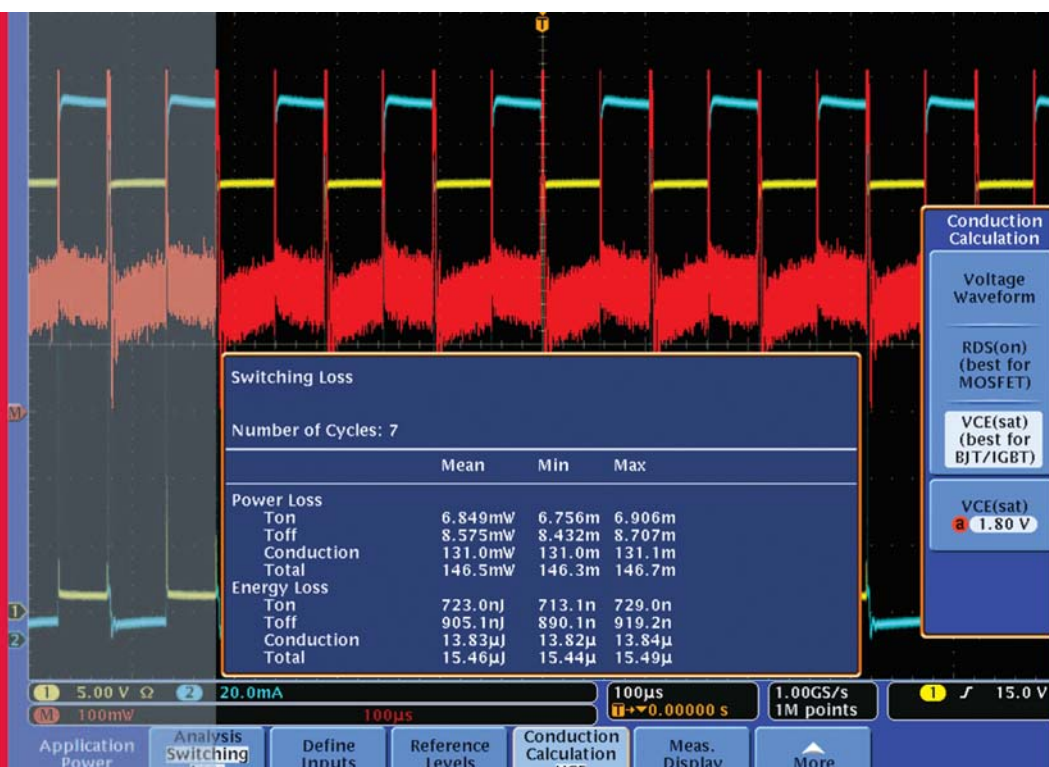 T
Conduction
Calculation
Voltage
Waveform
RDS(on)
(best for
MOSFET)
VCE(sat)
(best for
BJT/IGBT)
VCE(sat)
a 1.80 V
M
1
2
Switching Loss
Number of Cycles: 7
Mean Min Max
Power Loss
Ton 6.849mW 6.756m 6.906m
Toff 8.575mW 8.432m 8.707m
Conduction 131.0mW 131.0m 131.1m
Total 146.5mW 146.3m 146.7m
Energy Loss
Ton 723.0nJ 713.1n 729.0n
Toff 905.1nJ 890.1n 919.2n
Conduction 13.83µJ 13.82µ 13.84µ
Total 15.46µJ 15.44µ 15.49µ
1 5.00 V Ω 2 20.0mA 100µs 1.00GS/s 1 15.0 V
M 100mW 100µs T 0.00000 s 1M points
Application
Power
Analysis
Switching
Define
Inputs
Reference
Levels
Conduction
Calculation
Meas.
Display
More